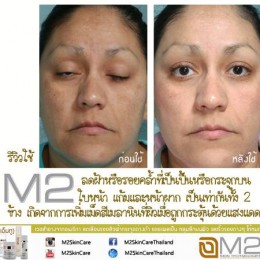 รีวิวใช้
ก่อนใช้
หลังใช้
M2
ลดฝ้าหรือรอยคล้ำที่เป็นปื้นหรือกระจุกบน
ใบหน้า แก้มและหน้าผาก เป็นเท่ากันทั้ง 2
ข้าง เกิดจากการเพิ่มเม็ดสีเมลานินที่ผิวเมื่อถูกกระตุ้นด้วยแสงแดด
M2SkinCare
M2SkinCareThailand
M2SkinCareThailand
M2